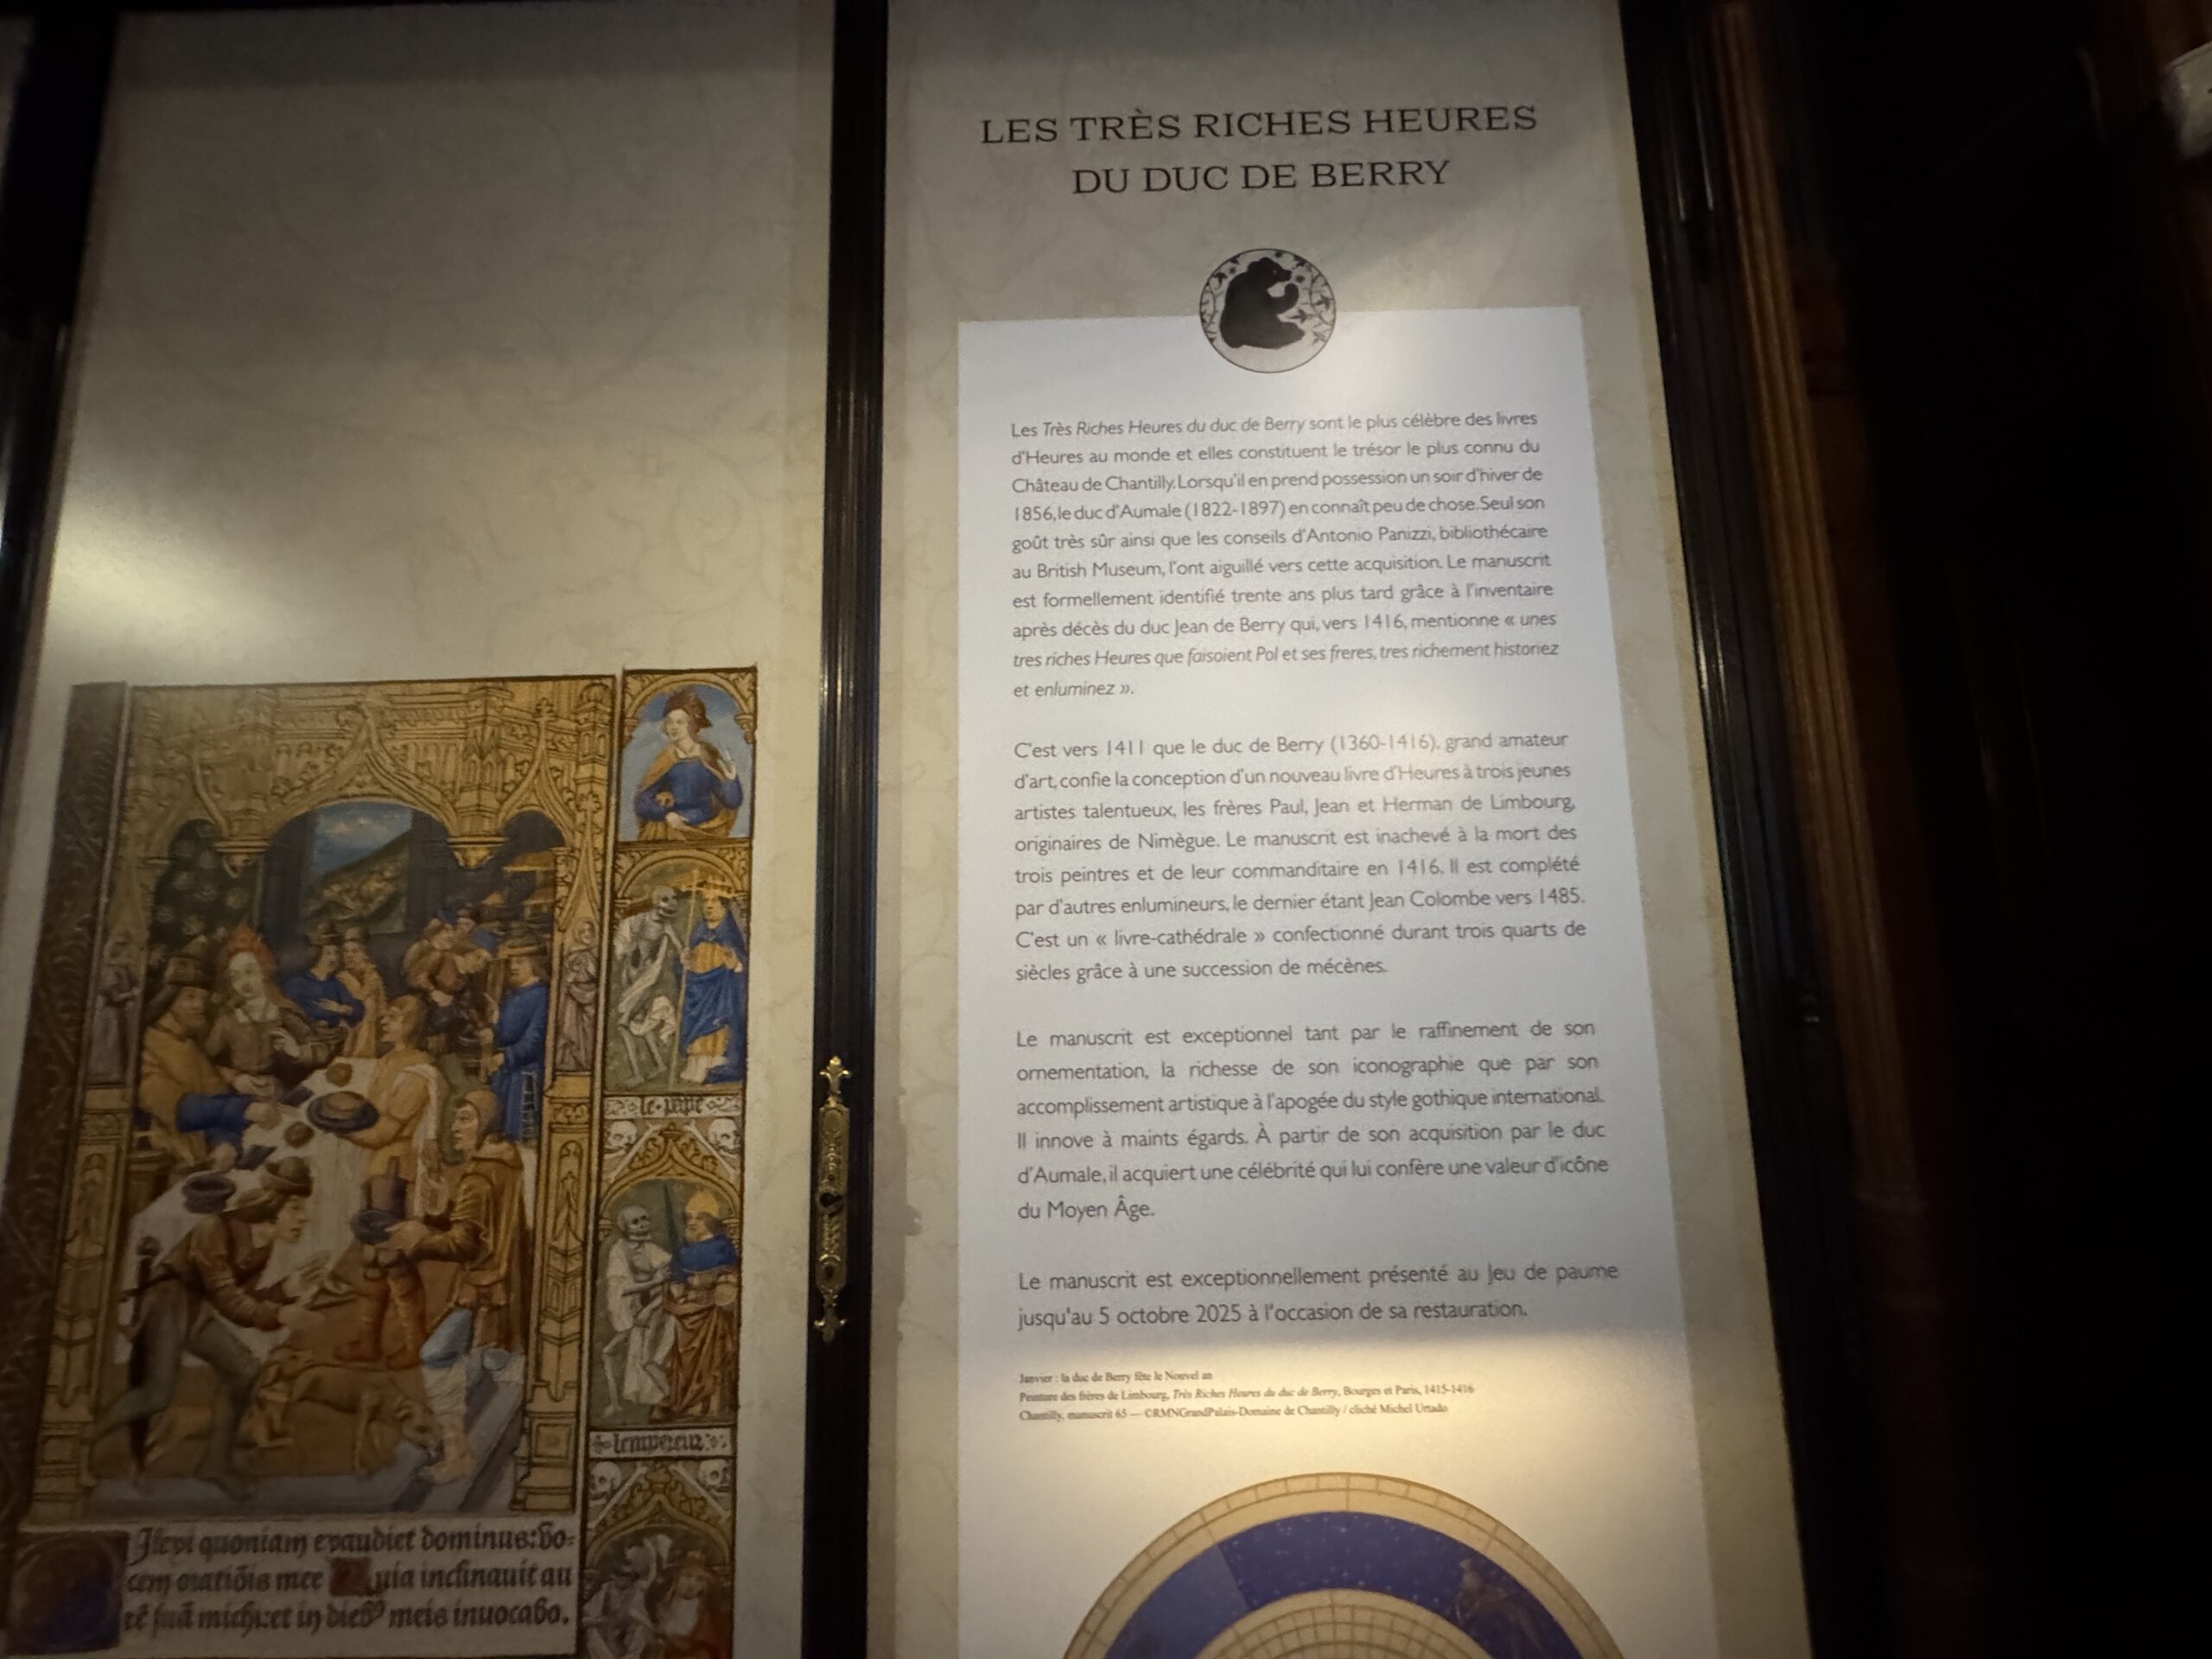 LES TRÈS RICHES HEURES
DU DUC DE BERRY
Les Très Riches Heures du duc de Berry sont le plus célèbre des livres
d'Heures au monde et elles constituent le trésor le plus connu du
Château de Chantilly. Lorsqu'il en prend possession un soir d'hiver de
1856, le duc d'Aumale (1822-1897) en connaît peu de chose. Seul son
goût très sûr ainsi que les conseils d'Antonio Panizzi, bibliothécaire
au British Museum, l'ont aiguillé vers cette acquisition. Le manuscrit
est formellement identifié trente ans plus tard grâce à l'inventaire
après décès du duc Jean de Berry qui, vers 1416, mentionne « unes
tres riches Heures que faisoient Pol et ses freres, tres richement historiez
et enluminez ».
C'est vers 1411 que le duc de Berry (1360-1416), grand amateur
d'art, confie la conception d'un nouveau livre d'Heures à trois jeunes
artistes talentueux, les frères Paul, Jean et Herman de Limbourg,
originaires de Nimègue. Le manuscrit est inachevé à la mort des
trois peintres et de leur commanditaire en 1416. Il est complété
par d'autres enlumineurs, le dernier étant Jean Colombe vers 1485.
C'est un « livre-cathédrale » confectionné durant trois quarts de
siècles grâce à une succession de mécènes.
Le manuscrit est exceptionnel tant par le raffinement de son
ornementation, la richesse de son iconographie que par son
accomplissement artistique à l'apogée du style gothique international.
Il innove à maints égards. À partir de son acquisition par le duc
d'Aumale, il acquiert une célébrité qui lui confère une valeur d'icône
du Moyen Âge.
Le manuscrit est exceptionnellement présenté au Jeu de paume
jusqu'au 5 octobre 2025 à l'occasion de sa restauration.
Janvier : la duc de Berry fête le Nouvel an
Peinture des frères de Limbourg, Très Riches Heures du duc de Berry, Bourges et Paris, 1415-1416
Chantilly, manuscrit 65 — CRMNGrandPalais-Domaine de Chantilly / cliché Michel Urtado
le pape
lempereur
quoniam exaudiet dominus: vo-
cem orationis mee uia inclinauit au
michi: et in meis inuocabo.